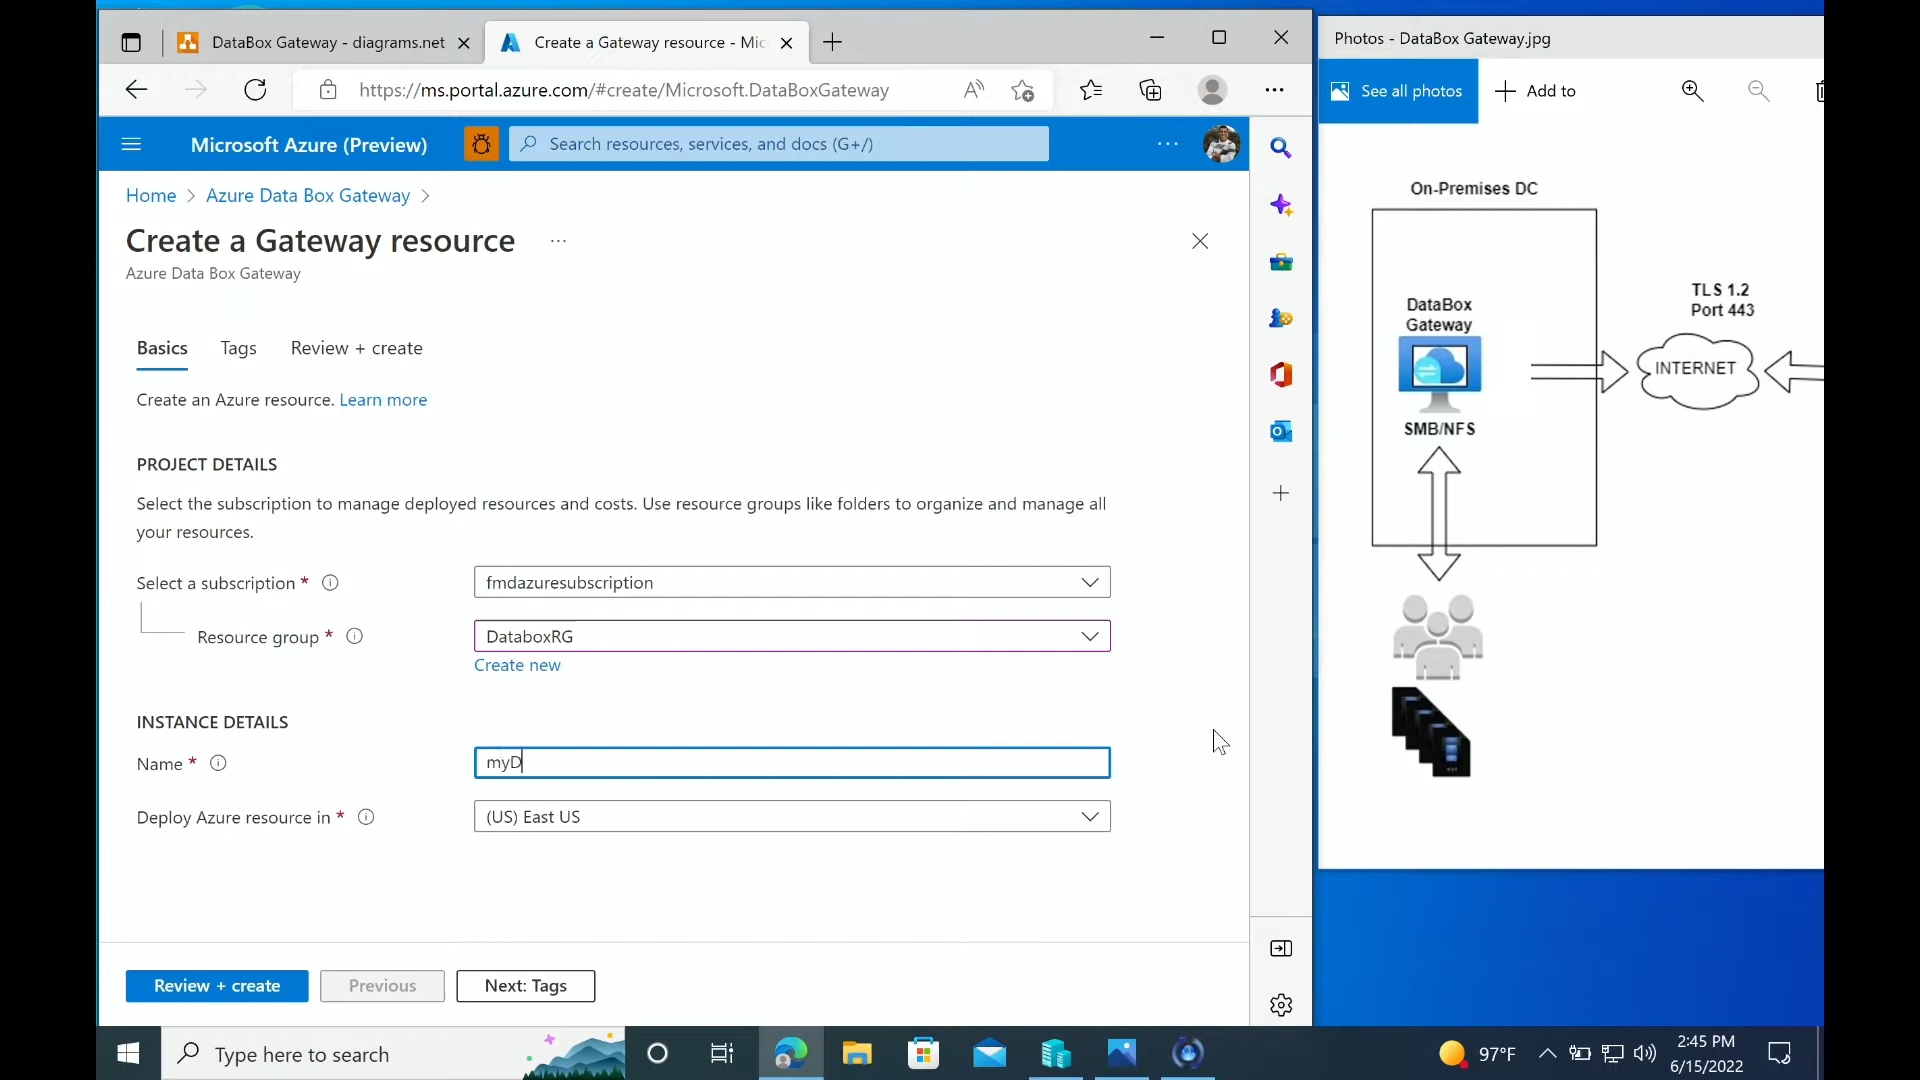 DataBox Gateway - diagrams.net
Create a Gateway resource - Mic
https://ms.portal.azure.com/#create/Microsoft.DataBoxGateway
Microsoft Azure (Preview)
Search resources, services, and docs (G+/)
Home > Azure Data Box Gateway >
Create a Gateway resource
Azure Data Box Gateway
Basics
Tags
Review + create
Create an Azure resource. Learn more
PROJECT DETAILS
Select the subscription to manage deployed resources and costs. Use resource groups like folders to organize and manage all
your resources.
Select a subscription *
fmdazuresubscription
Resource group *
DataboxRG
Create new
INSTANCE DETAILS
Name *
myD
Deploy Azure resource in *
(US) East US
Review + create
Previous
Next: Tags
Photos - DataBox Gateway.jpg
See all photos
Add to
On-Premises DC
DataBox
Gateway
SMB/NFS
TLS 1.2
Port 443
INTERNET
Type here to search
97°F
2:45 PM
6/15/2022